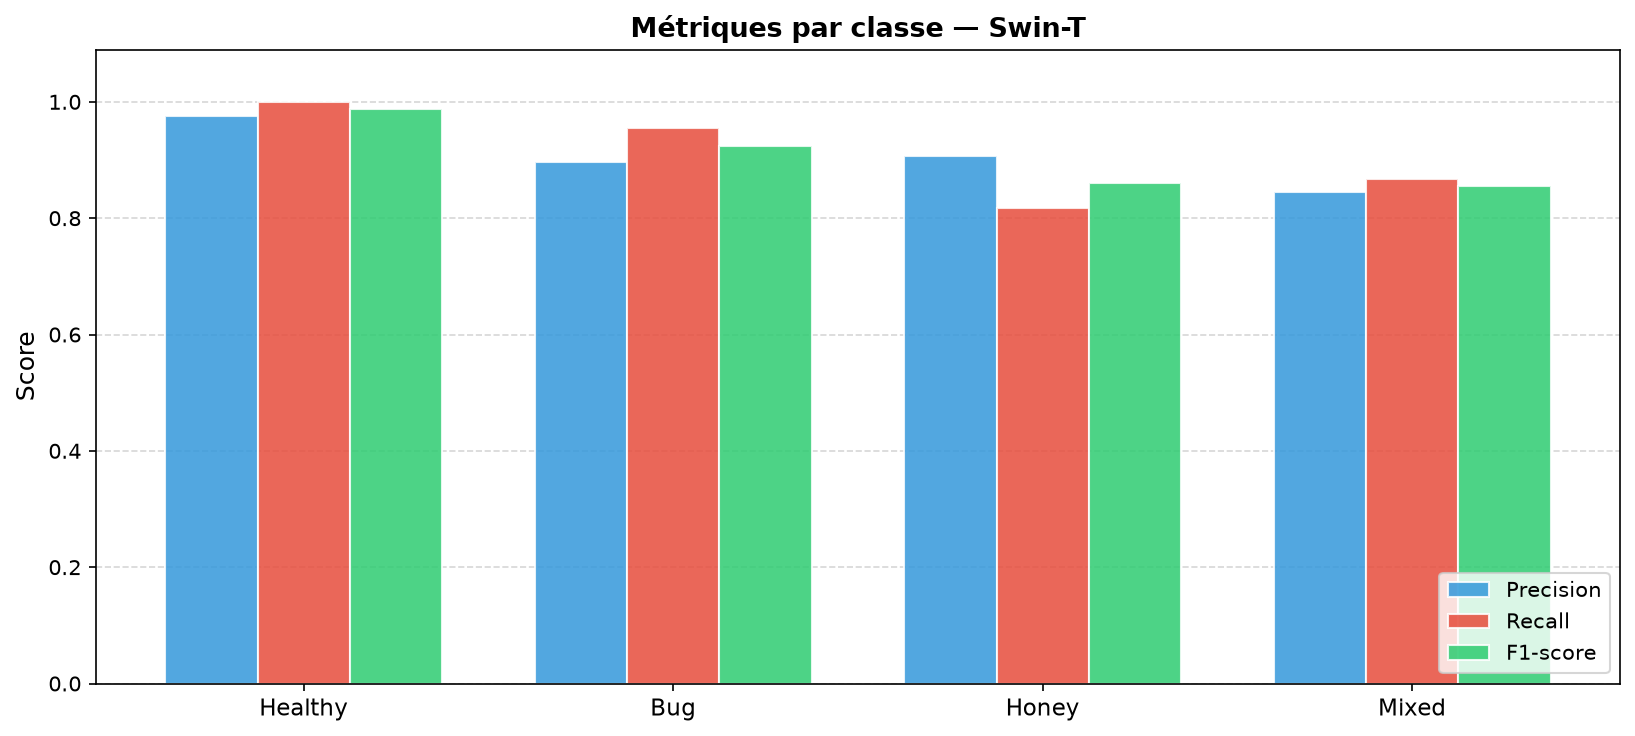 Métriques par classe — Swin-T
Score
1.0
0.8
0.6
0.4
0.2
0.0
Healthy
Bug
Honey
Mixed
Precision
Recall
F1-score